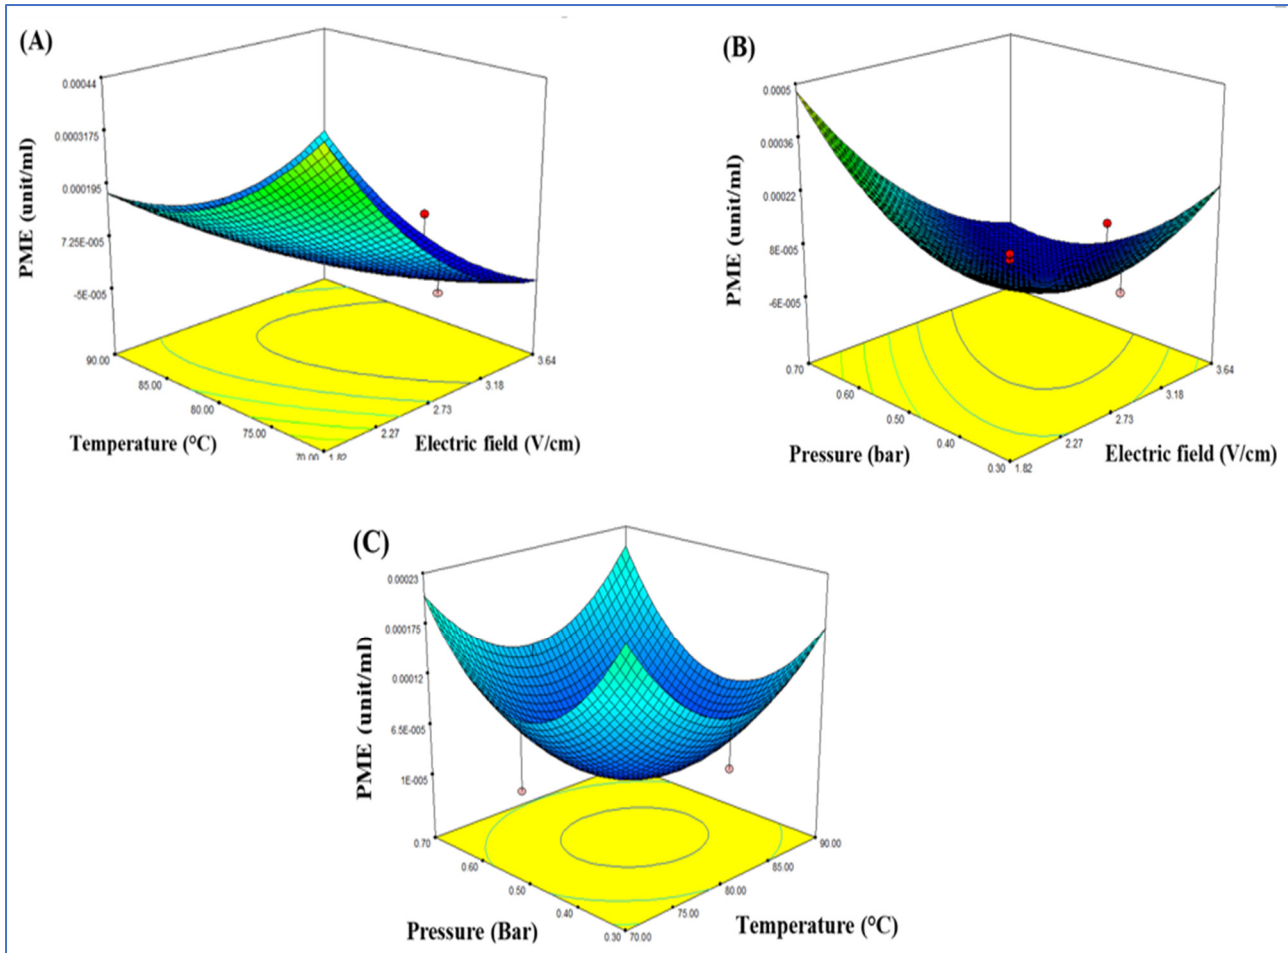 (A)
0.00044
0.0003175
0.000195
7.25E-005
-5E-005
PME (unit/ml)
90.00
85.00
80.00
75.00
70.00
1.82
2.27
2.73
3.18
3.64
Temperature (°C)
Electric field (V/cm)
(B)
0.0005
0.00036
0.00022
8E-005
-6E-005
PME (unit/ml)
0.70
0.60
0.50
0.40
0.30
1.82
2.27
2.73
3.18
3.64
Pressure (bar)
Electric field (V/cm)
(C)
0.00023
0.000175
0.00012
6.5E-005
1E-005
PME (unit/ml)
0.70
0.60
0.50
0.40
0.30
70.00
75.00
80.00
85.00
90.00
Pressure (Bar)
Temperature (°C)